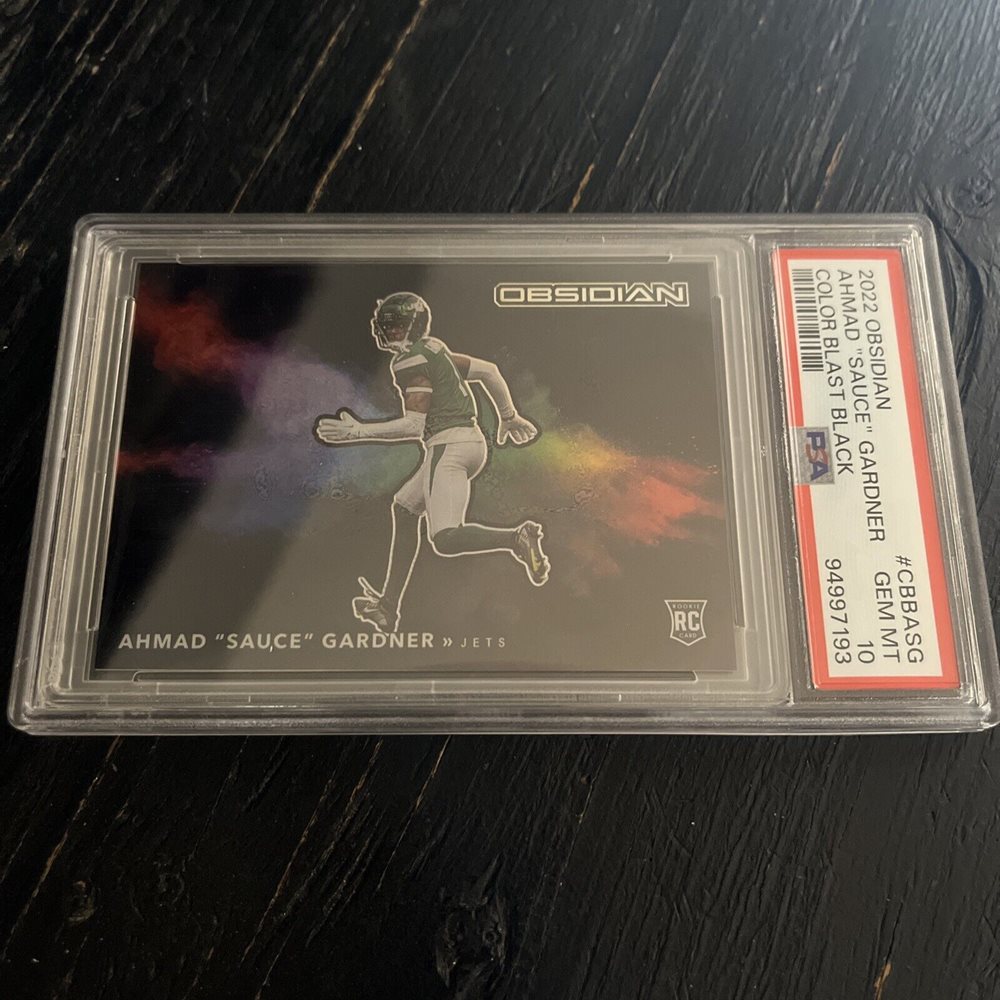 OBSIDIAN
AHMAD "SAUCE" GARDNER » JETS
ROOKIE
RC
CARD
2022 OBSIDIAN #CBBASG
AHMAD "SAUCE" GARDNER GEM MT
COLOR BLAST BLACK 10
94997193
PSA